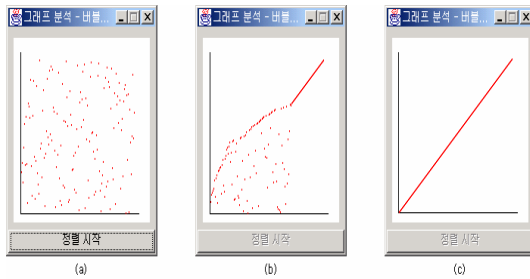 그래프 분석 - 버블...
그래프 분석 - 버블...
그래프 분석 - 버블...
정렬 시작
정렬 시작
정렬 시작
(a)
(b)
(c)